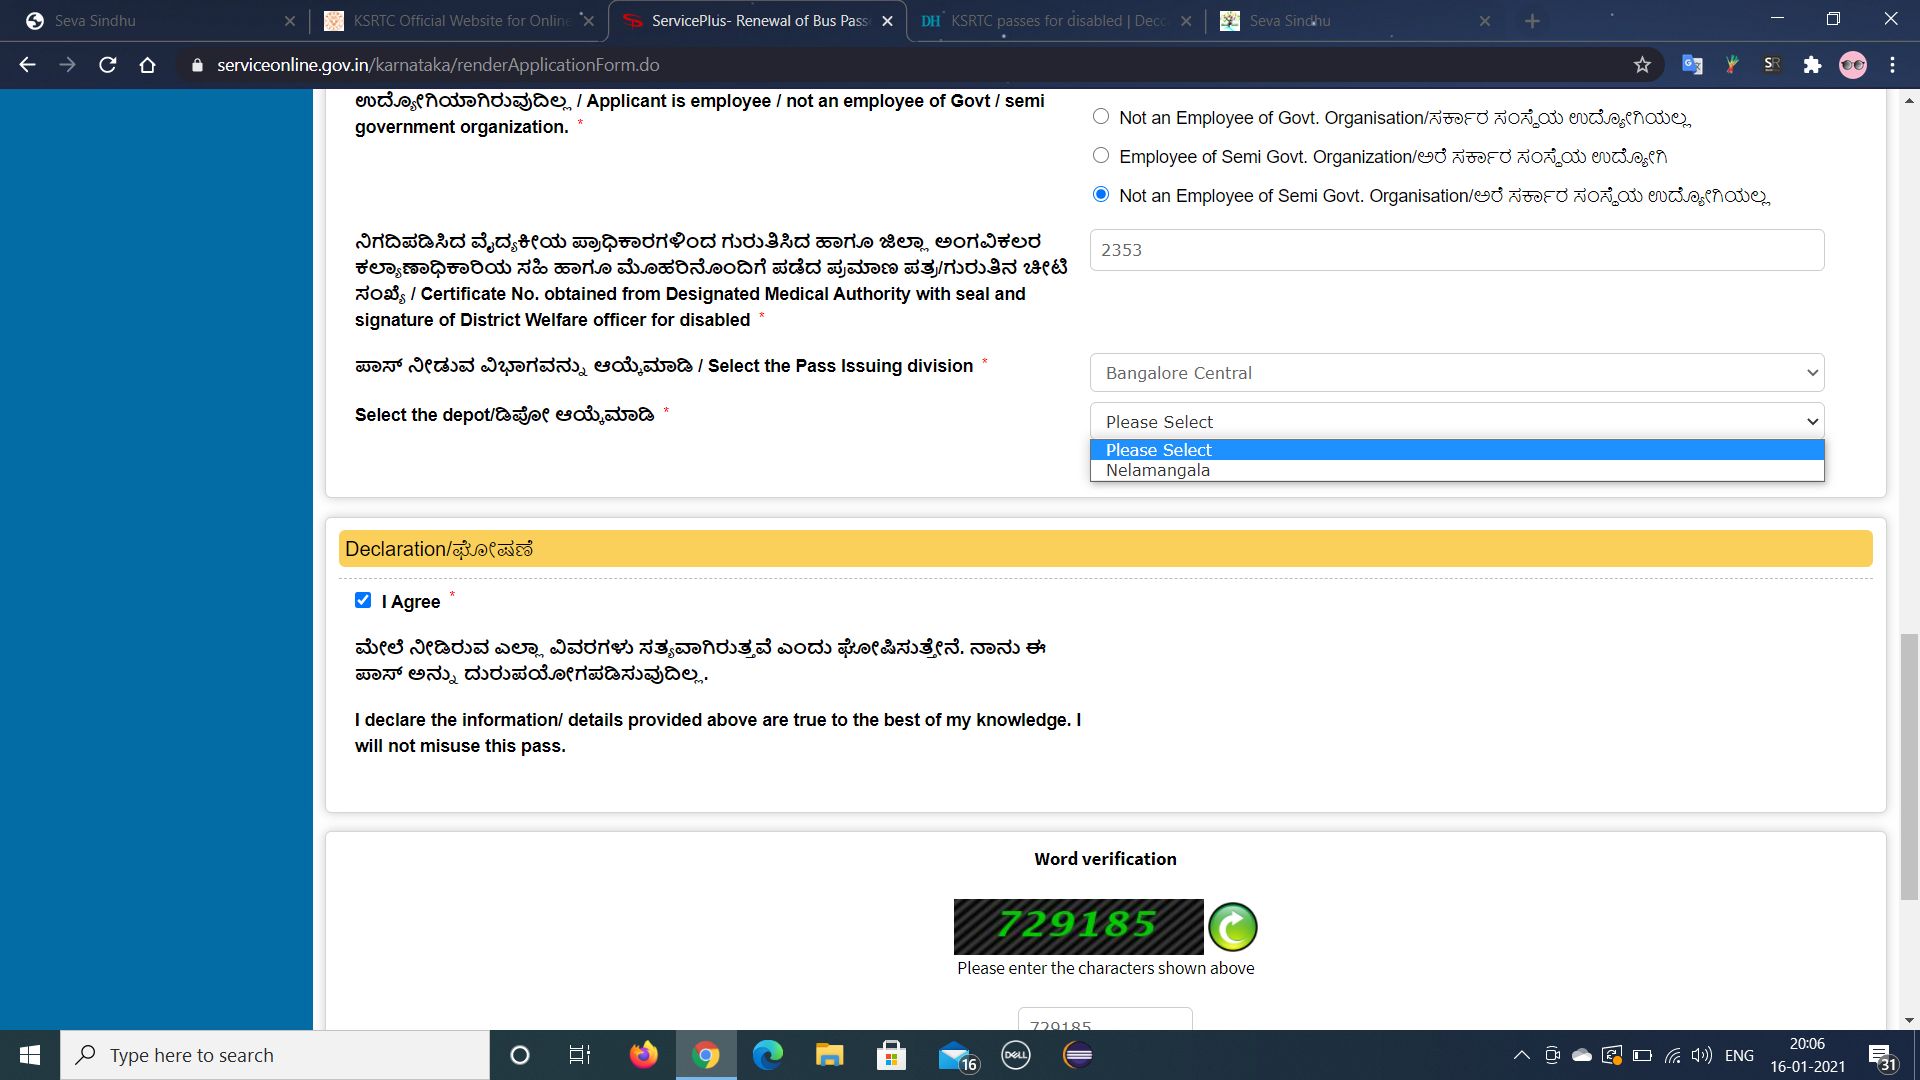 Seva Sindhu
KSRTC Official Website for Online
ServicePlus- Renewal of Bus Pass
KSRTC passes for disabled | Decc
Seva Sindhu
serviceonline.gov.in/karnataka/renderApplicationForm.do
ಉದ್ಯೋಗಿಯಾಗಿರುವುದಿಲ್ಲ / Applicant is employee / not an employee of Govt / semi
government organization. *
Not an Employee of Govt. Organisation/ಸರ್ಕಾರ ಸಂಸ್ಥೆಯ ಉದ್ಯೋಗಿಯಲ್ಲ
Employee of Semi Govt. Organization/ಅರೆ ಸರ್ಕಾರ ಸಂಸ್ಥೆಯ ಉದ್ಯೋಗಿ
Not an Employee of Semi Govt. Organisation/ಅರೆ ಸರ್ಕಾರ ಸಂಸ್ಥೆಯ ಉದ್ಯೋಗಿಯಲ್ಲ
ನಿಗದಿಪಡಿಸಿದ ವೈದ್ಯಕೀಯ ಪ್ರಾಧಿಕಾರಗಳಿಂದ ಗುರುತಿಸಿದ ಹಾಗೂ ಜಿಲ್ಲಾ ಅಂಗವಿಕಲರ
ಕಲ್ಯಾಣಾಧಿಕಾರಿಯ ಸಹಿ ಹಾಗೂ ಮೊಹರಿನೊಂದಿಗೆ ಪಡೆದ ಪ್ರಮಾಣ ಪತ್ರ/ಗುರುತಿನ ಚೀಟಿ
ಸಂಖ್ಯೆ / Certificate No. obtained from Designated Medical Authority with seal and
signature of District Welfare officer for disabled *
2353
ಪಾಸ್ ನೀಡುವ ವಿಭಾಗವನ್ನು ಆಯ್ಕೆಮಾಡಿ / Select the Pass Issuing division *
Bangalore Central
Select the depot/ಡಿಪೋ ಆಯ್ಕೆಮಾಡಿ *
Please Select
Please Select
Nelamangala
Declaration/ಘೋಷಣೆ
I Agree *
ಮೇಲೆ ನೀಡಿರುವ ಎಲ್ಲಾ ವಿವರಗಳು ಸತ್ಯವಾಗಿರುತ್ತವೆ ಎಂದು ಘೋಷಿಸುತ್ತೇನೆ. ನಾನು ಈ
ಪಾಸ್ ಅನ್ನು ದುರುಪಯೋಗಪಡಿಸುವುದಿಲ್ಲ.
I declare the information/ details provided above are true to the best of my knowledge. I
will not misuse this pass.
Word verification
729185
Please enter the characters shown above
729185
Type here to search
16
DELL
ENG
20:06
16-01-2021
31
DH
SR